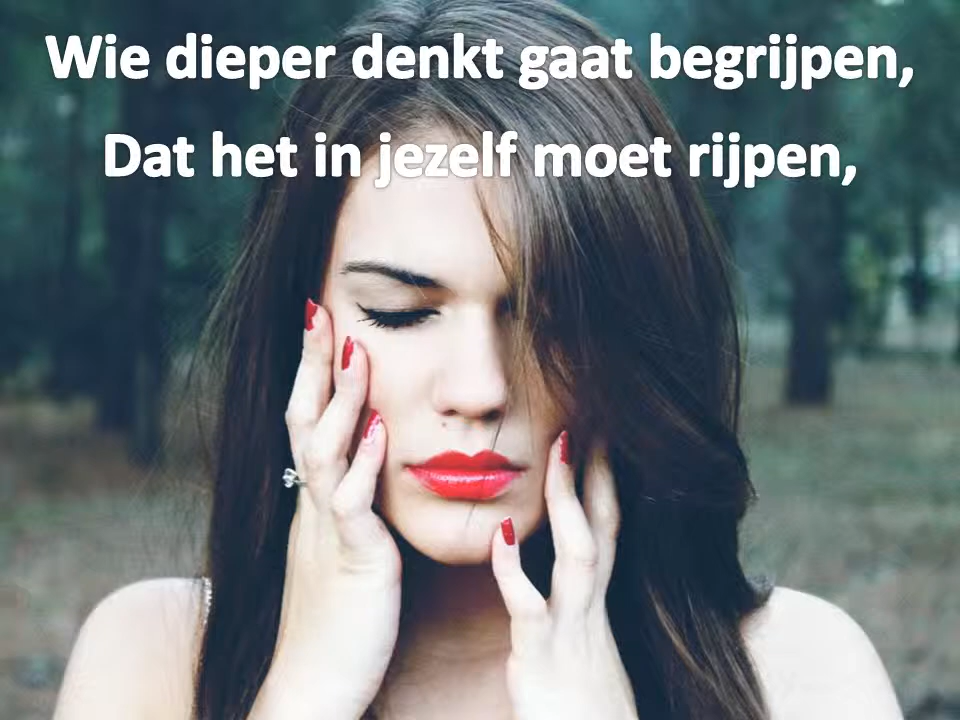 Wie dieper denkt gaat begrijpen,
Dat het in jezelf moet rijpen,